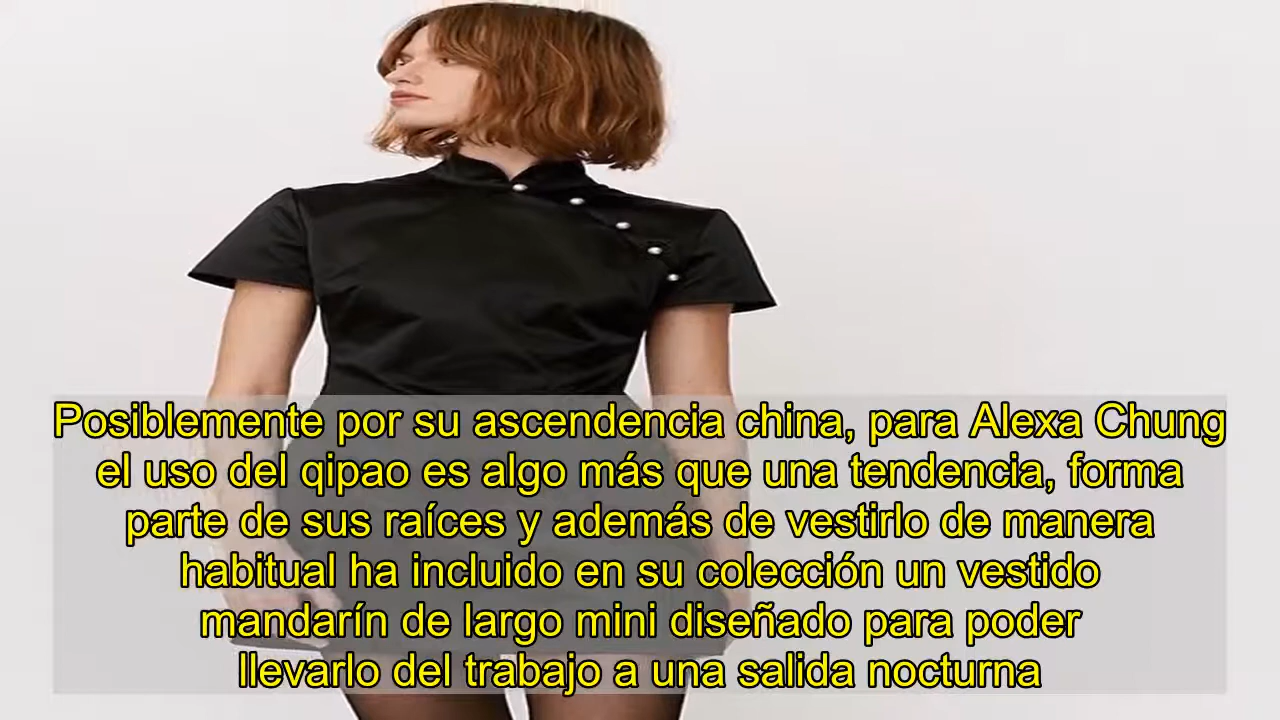 Posiblemente por su ascendencia china, para Alexa Chung
el uso del qipao es algo más que una tendencia, forma
parte de sus raíces y además de vestirlo de manera
habitual ha incluido en su colección un vestido
mandarín de largo mini diseñado para poder
llevarlo del trabajo a una salida nocturna